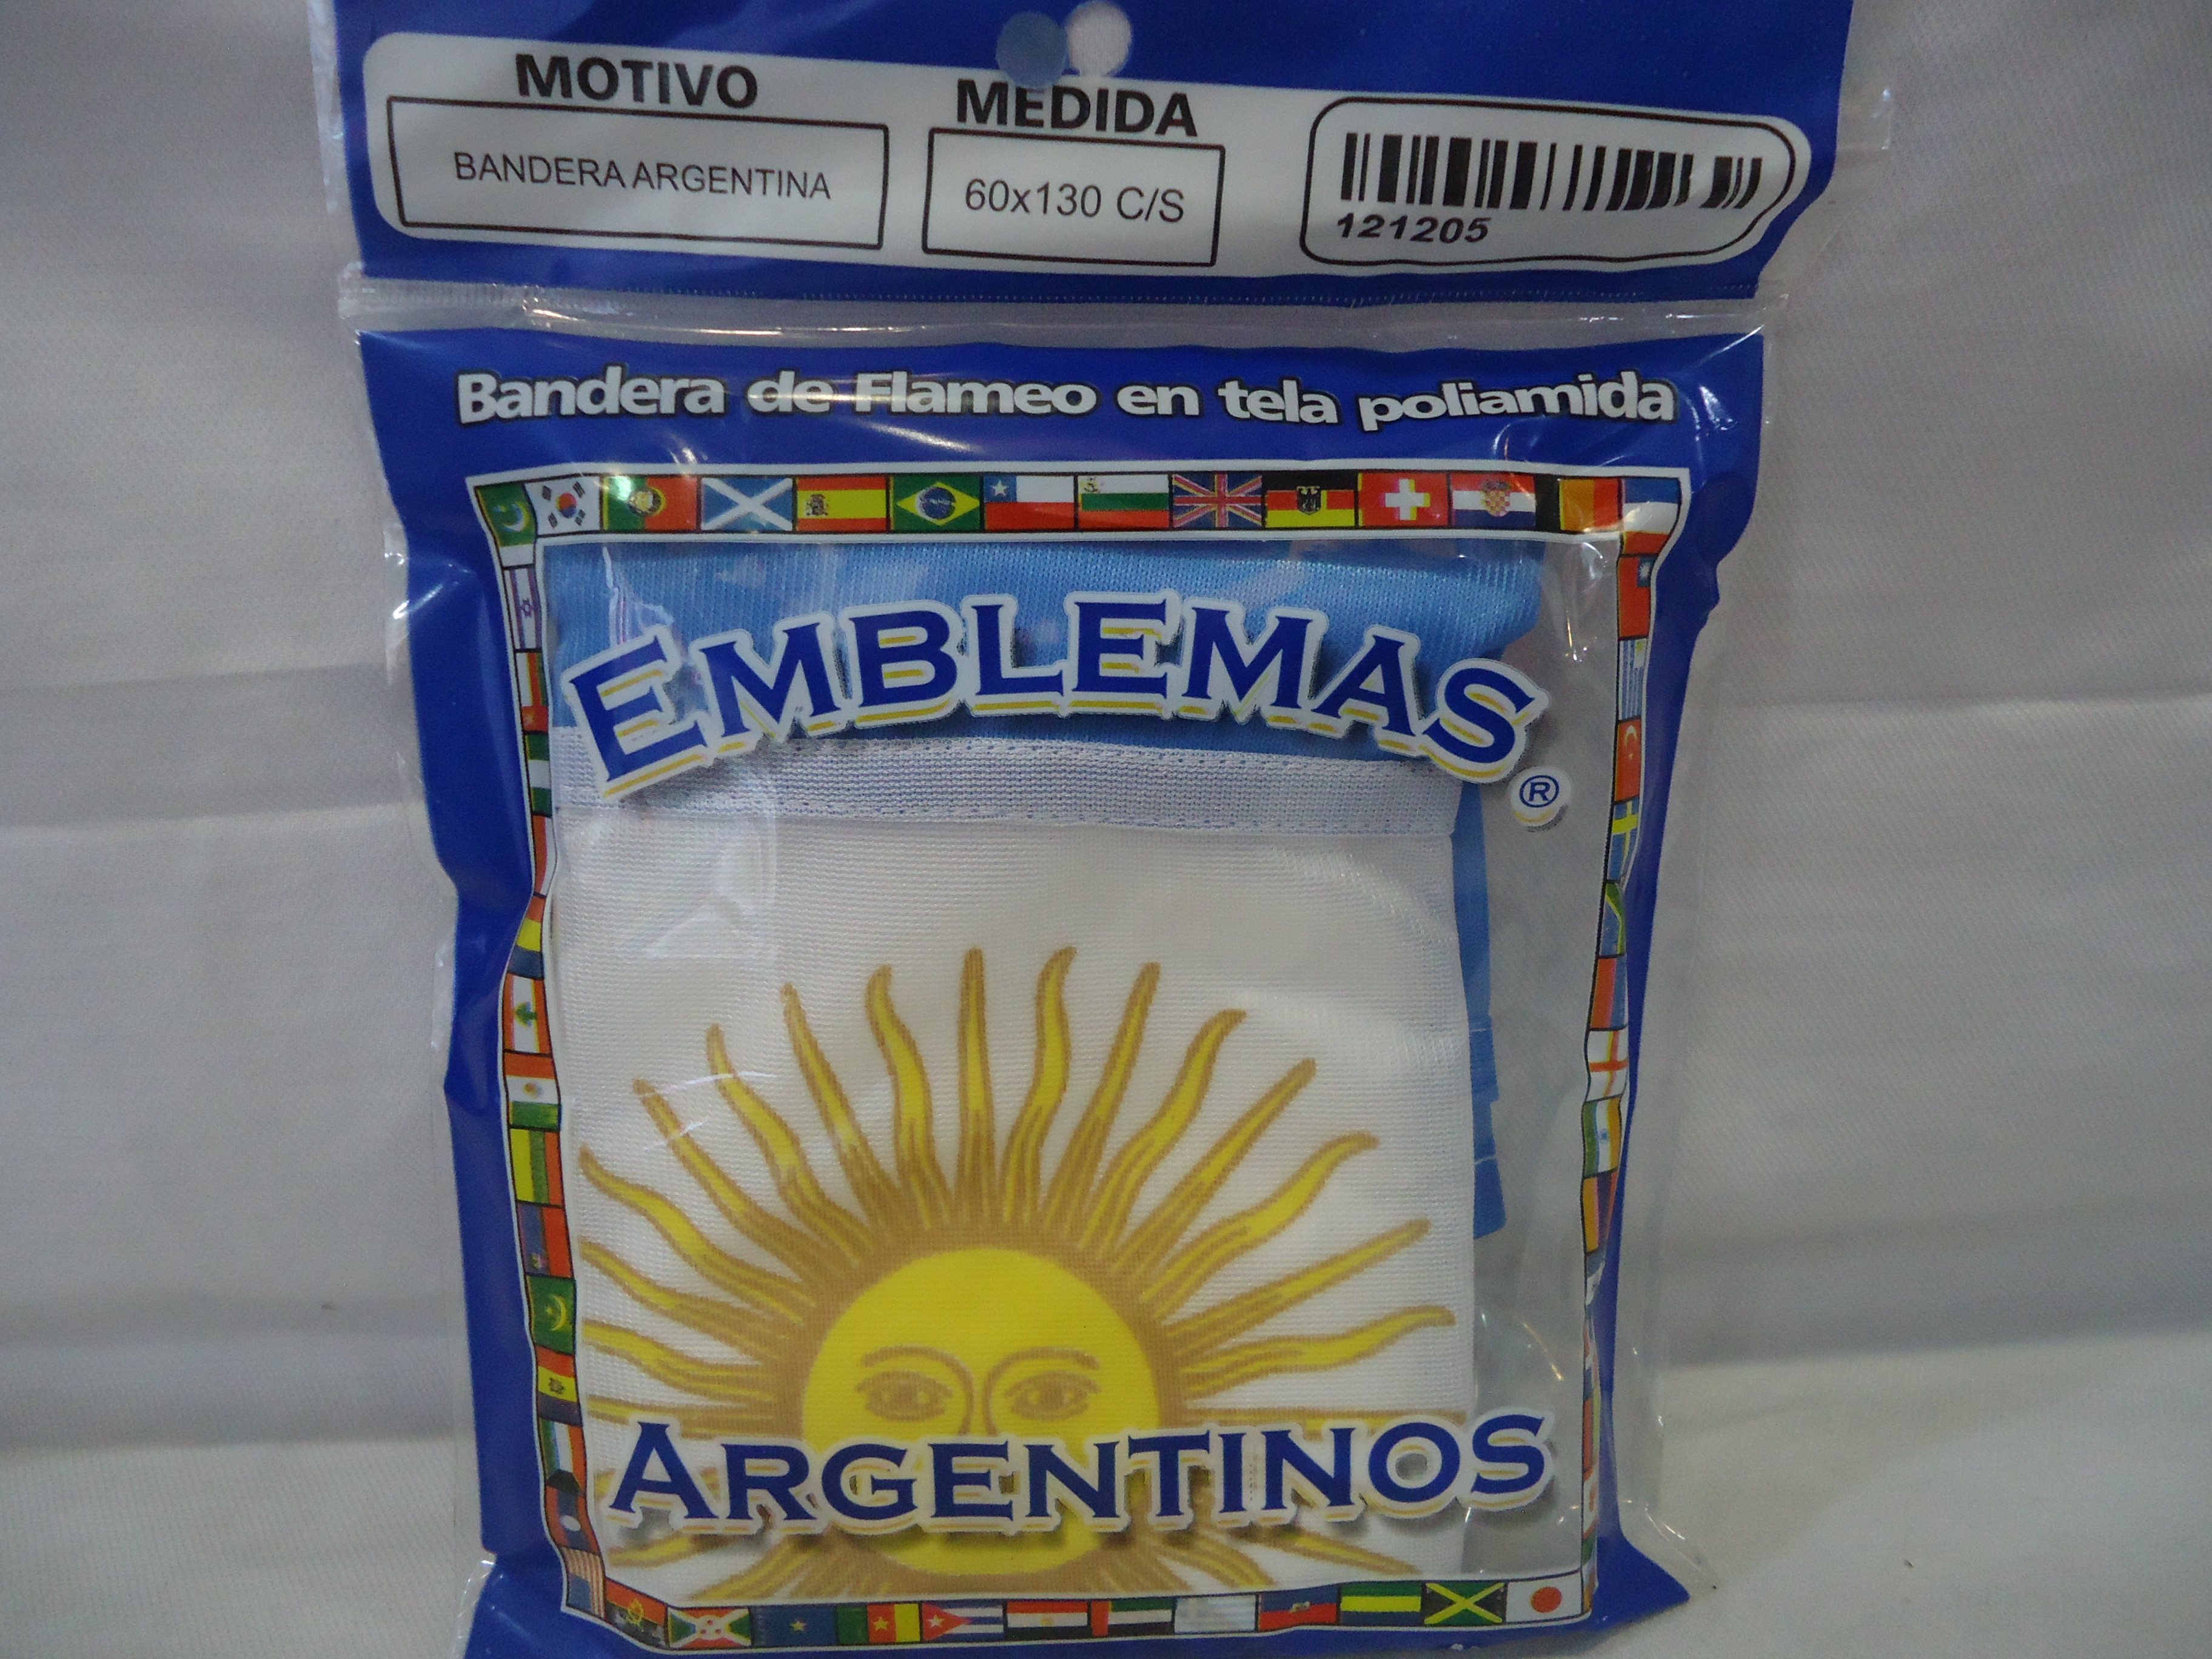 MOTIVO
MEDIDA
BANDERA ARGENTINA
60x130 C/S
121205
Bandera de Flameo en tela poliamida
EMBLEMAS
®
ARGENTINOS